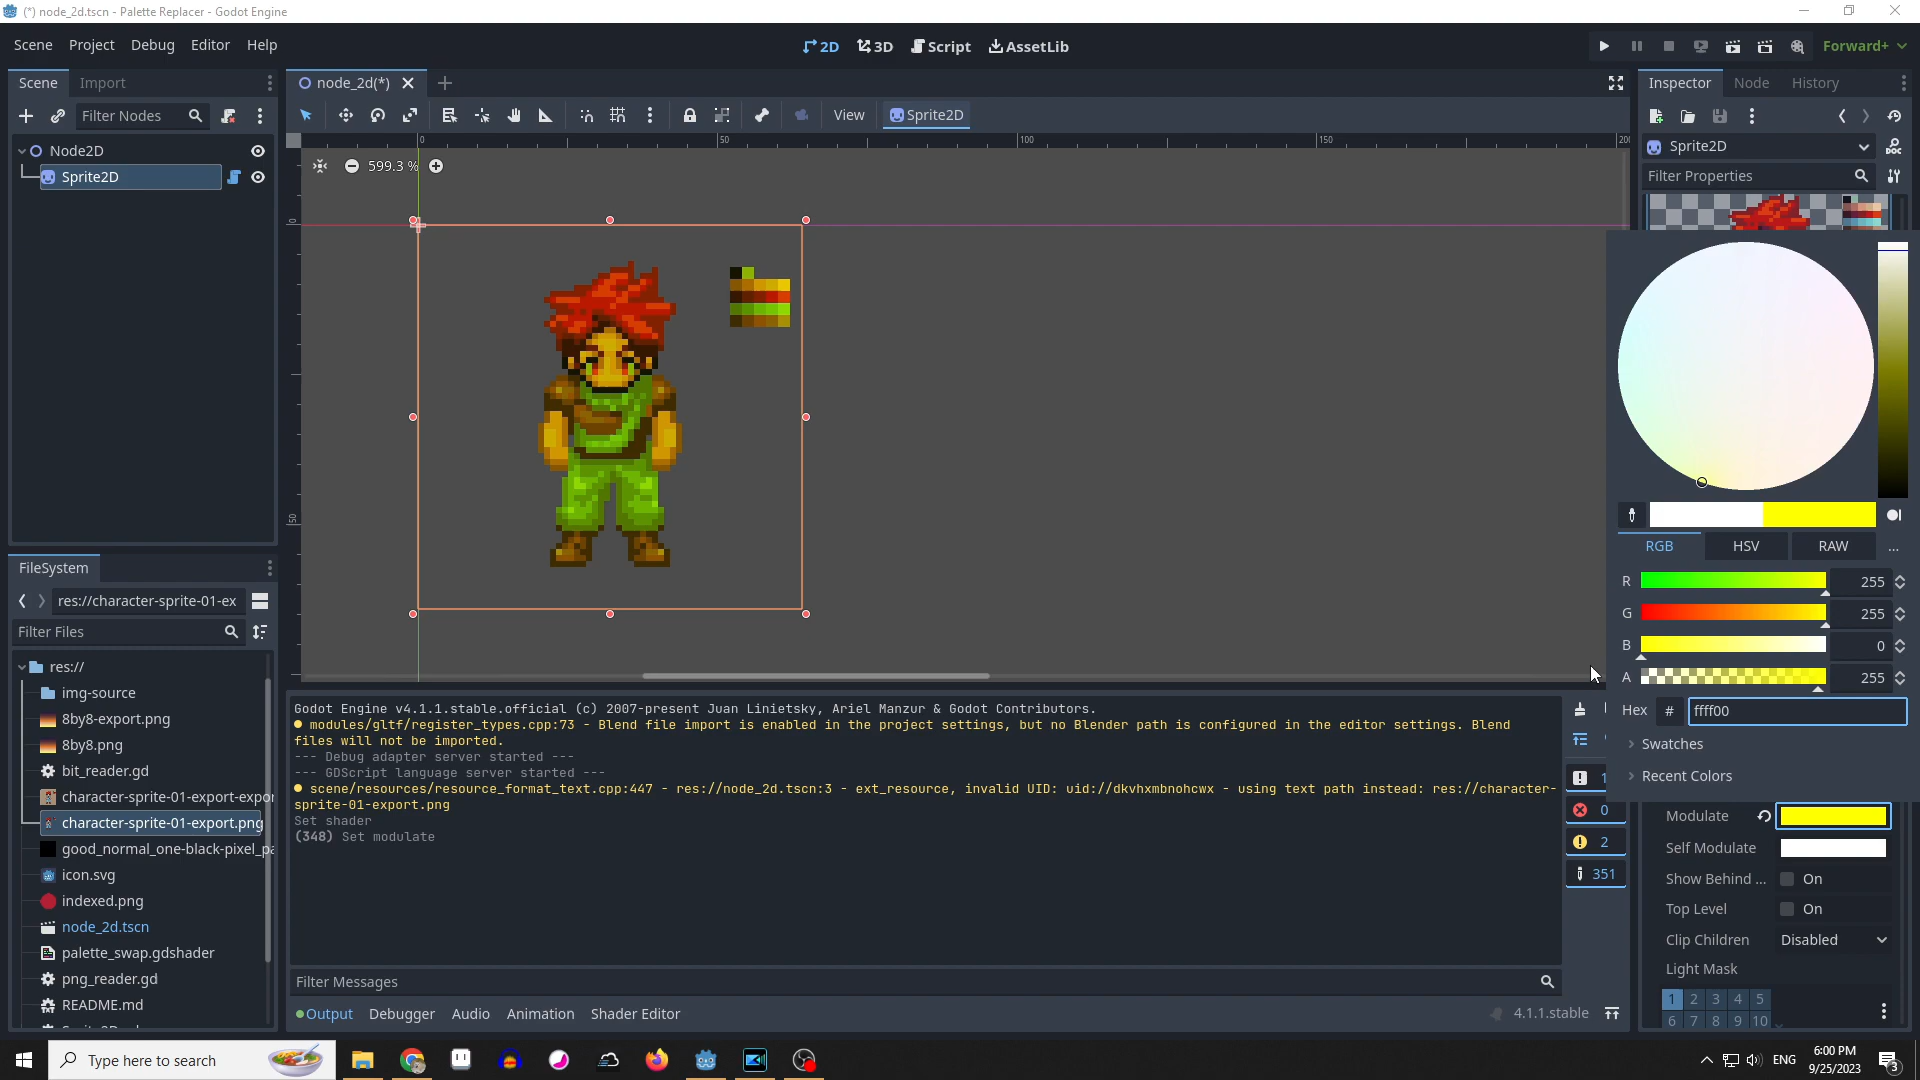 (*) node_2d.tscn - Palette Replacer - Godot Engine
Scene Project Debug Editor Help
2D 3D Script AssetLib
Forward+
Scene Import
Filter Nodes
Node2D
Sprite2D
node_2d(*)
View Sprite2D
0 50 100 150 200
599.3 %
0
50
Inspector Node History
Sprite2D
Filter Properties
RGB HSV RAW ...
R 255
G 255
B 0
A 255
Hex # ffff00
Swatches
Recent Colors
Modulate
Self Modulate
Show Behind ... On
Top Level On
Clip Children Disabled
Light Mask
1 2 3 4 5
6 7 8 9 10
FileSystem
res://character-sprite-01-ex
Filter Files
res://
img-source
8by8-export.png
8by8.png
bit_reader.gd
character-sprite-01-export-expor
character-sprite-01-export.png
good_normal_one-black-pixel_pa
icon.svg
indexed.png
node_2d.tscn
palette_swap.gdshader
png_reader.gd
README.md
Godot Engine v4.1.1.stable.official (c) 2007-present Juan Linietsky, Ariel Manzur & Godot Contributors.
modules/gltf/register_types.cpp:73 - Blend file import is enabled in the project settings, but no Blender path is configured in the editor settings. Blend
files will not be imported.
--- Debug adapter server started ---
--- GDScript language server started ---
scene/resources/resource_format_text.cpp:447 - res://node_2d.tscn:3 - ext_resource, invalid UID: uid://dkvhxmbnohcwx - using text path instead: res://character-
sprite-01-export.png
Set shader
(348) Set modulate
1
0
2
351
Filter Messages
Output Debugger Audio Animation Shader Editor
4.1.1.stable
Type here to search
ENG
6:00 PM
9/25/2023
3